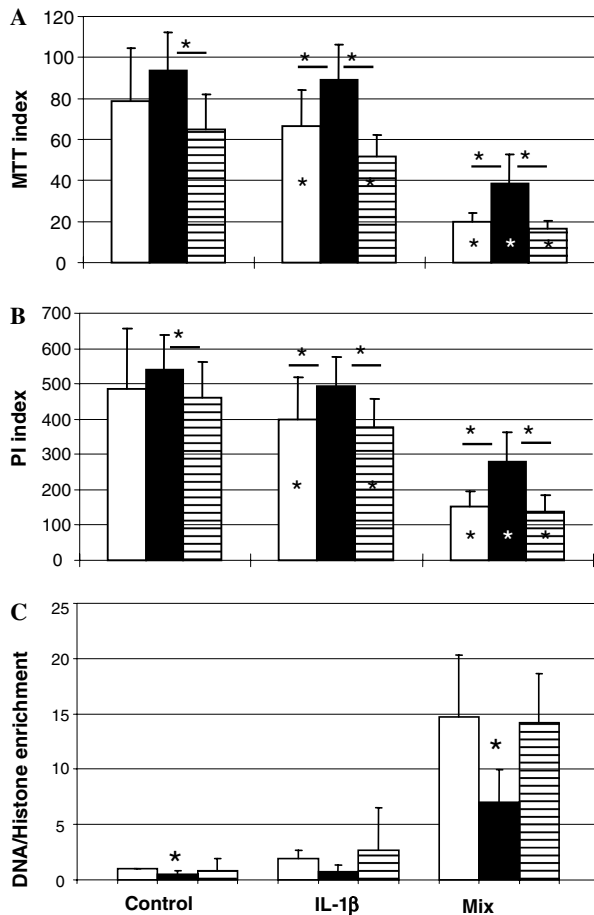 A
MTT index
120
100
80
60
40
20
0
* * * * * * * * * *
B
PI index
700
600
500
400
300
200
100
0
* * * * * * * * * *
C
DNA/Histone enrichment
25
20
15
10
5
0
* *
Control IL-1β Mix